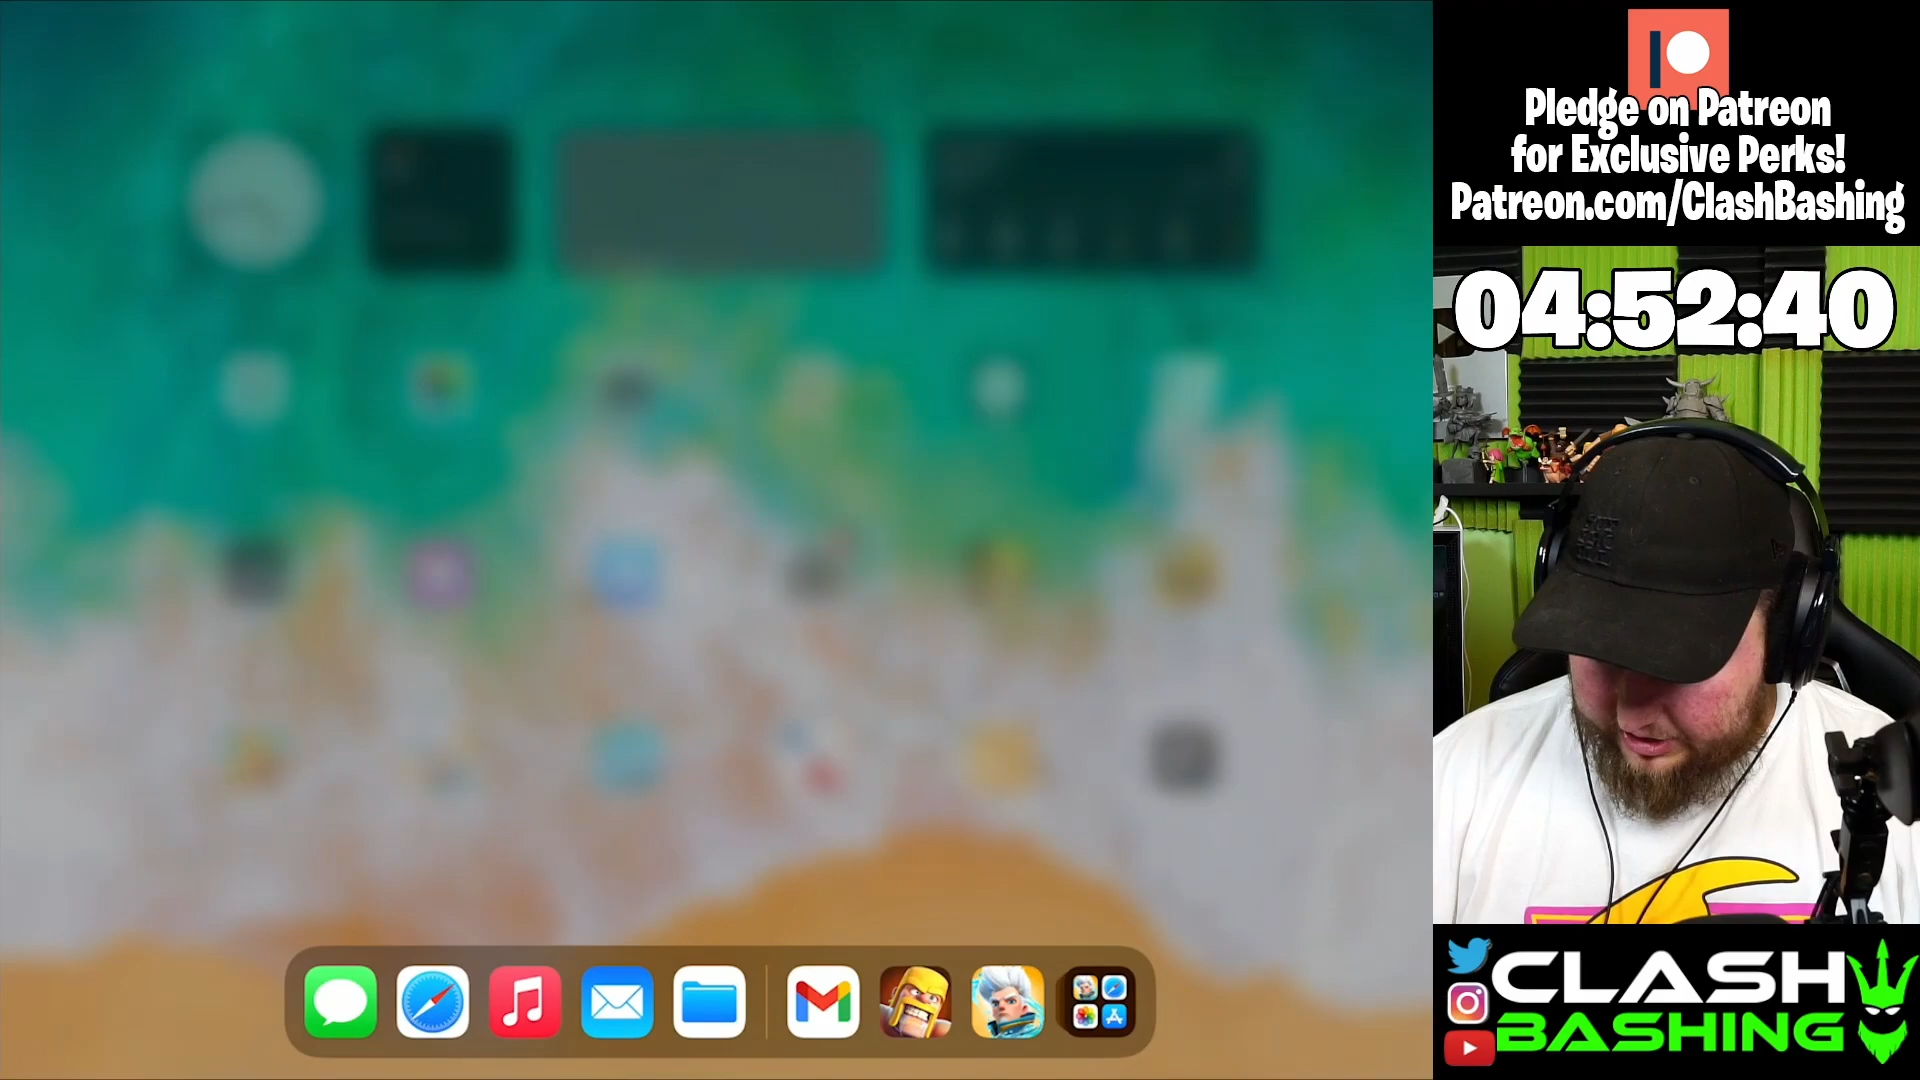 Pledge on Patreon
for Exclusive Perks!
Patreon.com/ClashBashing
04:52:40
CLASH
BASHING